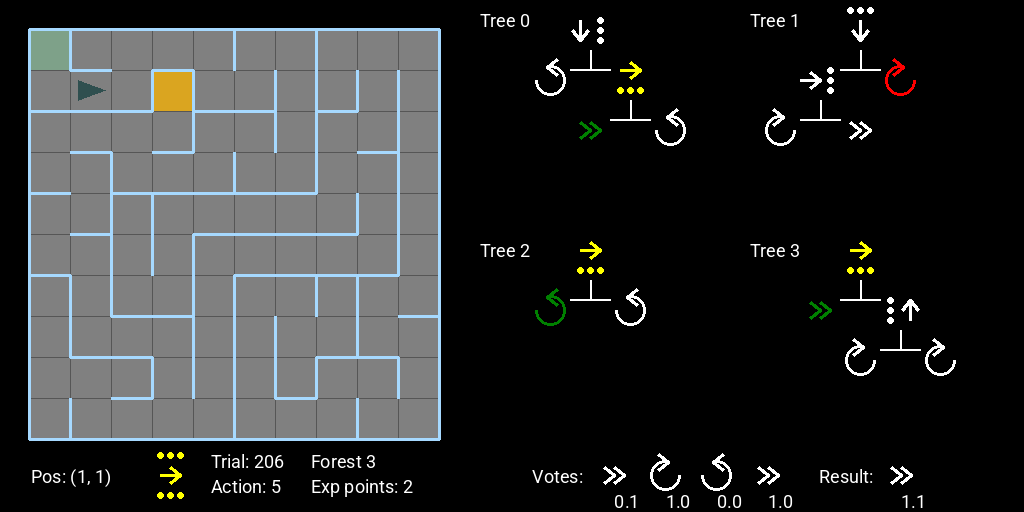 Tree 0
Tree 1
Tree 2
Tree 3
Pos: (1, 1)
Trial: 206
Forest 3
Action: 5
Exp points: 2
Votes:
0.1
1.0
0.0
1.0
Result:
1.1